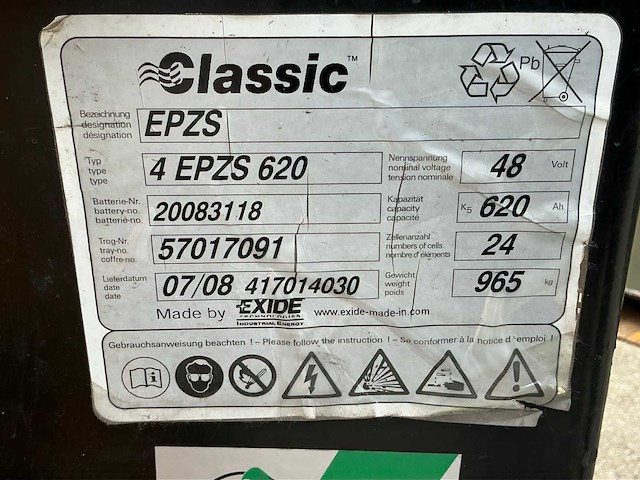 Classic™
Pb
Bezeichnung
designation
désignation
EPZS
Typ
type
type
4 EPZS 620
Nennspannung
nominal voltage
tension nominale
48 Volt
Batterie-Nr.
battery-no.
batterie-no.
20083118
Kapazität
capacity
capacité
K5 620 Ah
Trog-Nr.
tray-no.
coffre-no.
57017091
Zellenanzahl
numbers of cells
nombre d'éléments
24
Lieferdatum
date
date
07/08 417014030
Gewicht
weight
poids
965 kg
Made by EXIDE
TECHNOLOGIES
INDUSTRIAL ENERGY
www.exide-made-in.com
Gebrauchsanweisung beachten ! – Please follow the instruction ! – Se conformer à la notice d'emploi !